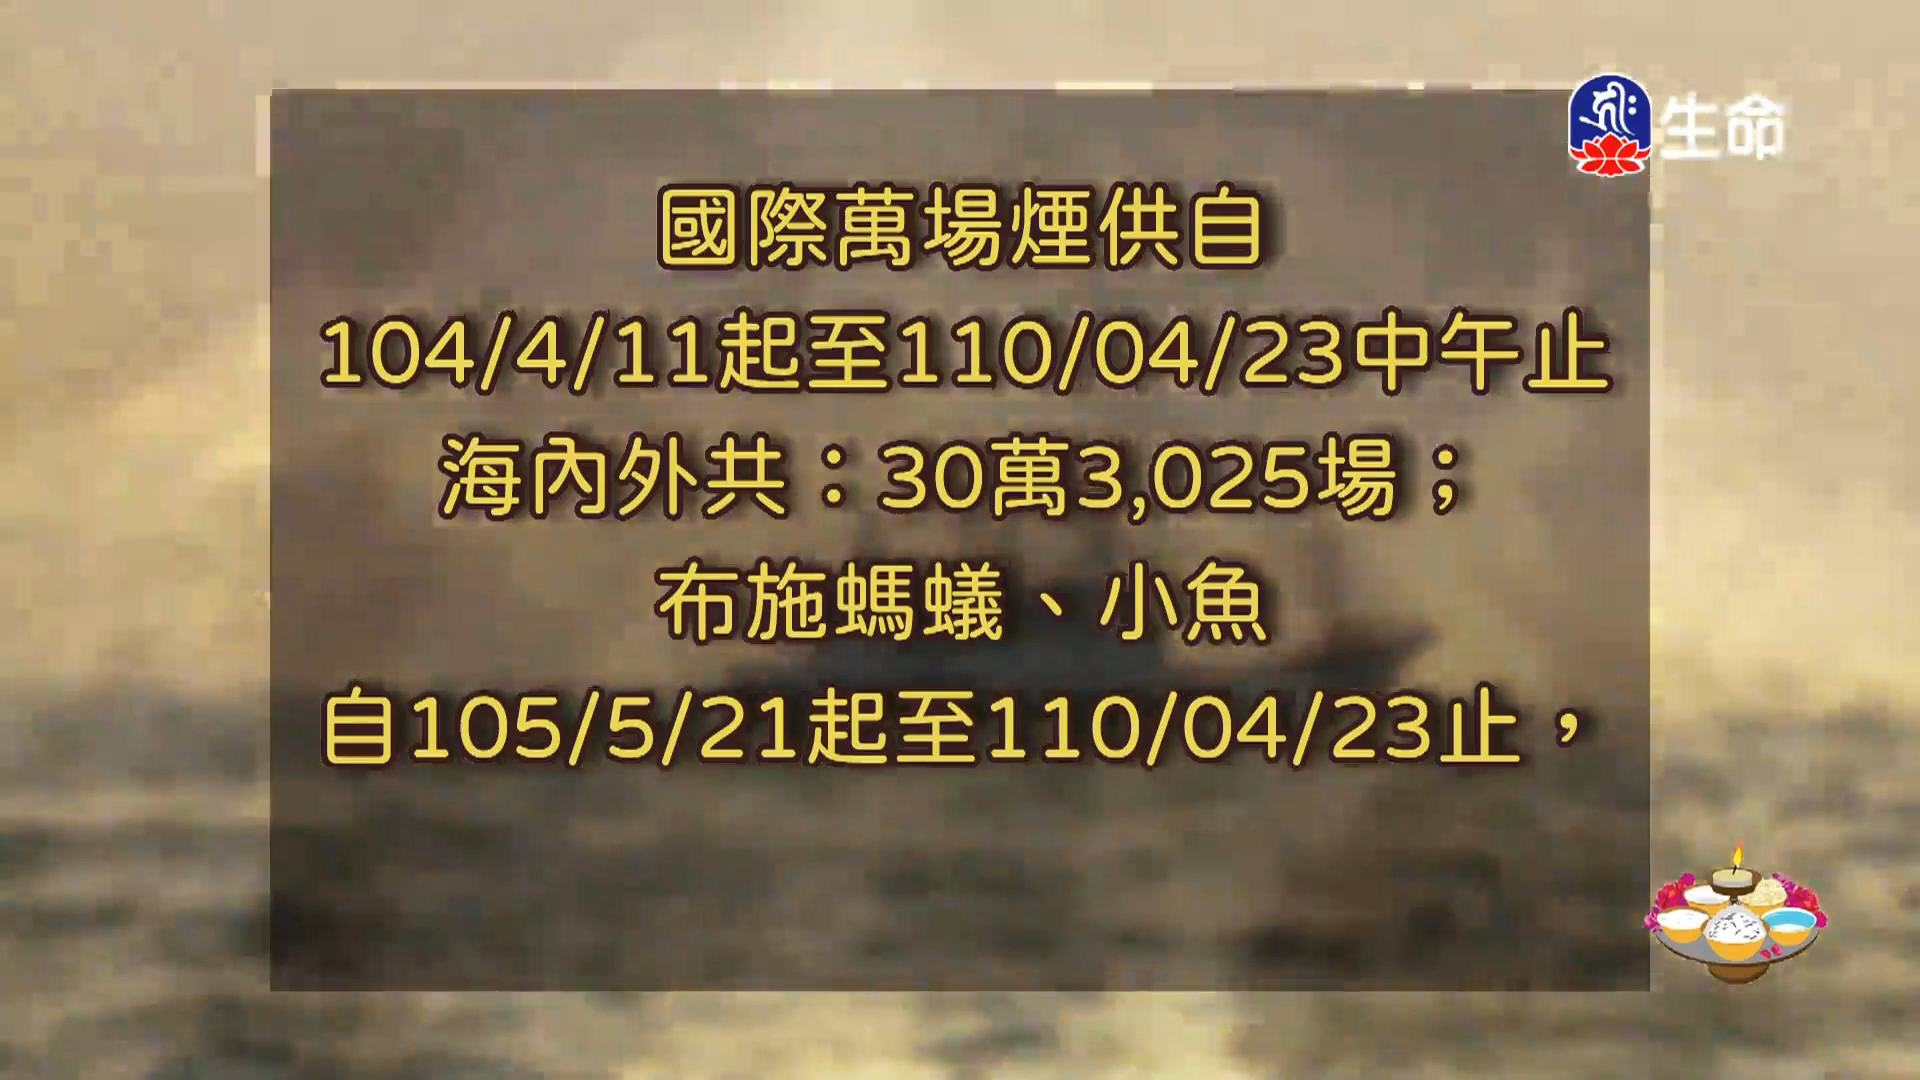 生命
國際萬場煙供自
104/4/11起至110/04/23中午止
海內外共：30萬3,025場；
布施螞蟻、小魚
自105/5/21起至110/04/23止，